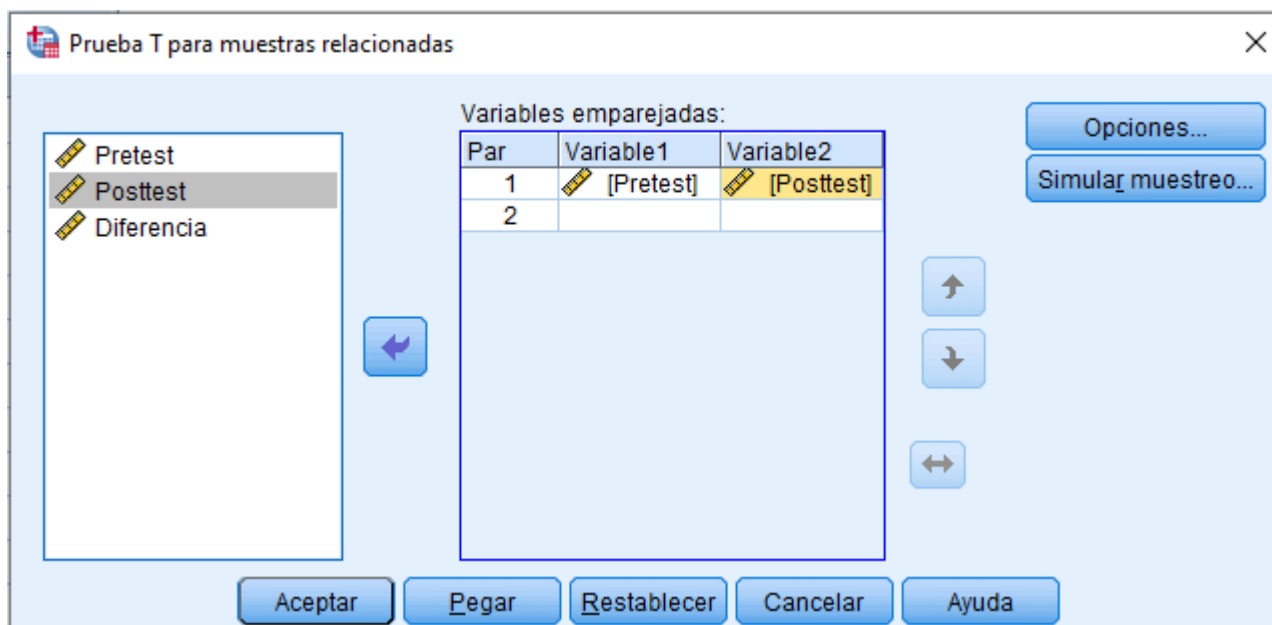 Prueba T para muestras relacionadas
Variables emparejadas:
Pretest
Posttest
Diferencia
Par Variable1 Variable2
1 [Pretest] [Posttest]
2
Opciones...
Simular muestreo...
Aceptar Pegar Restablecer Cancelar Ayuda